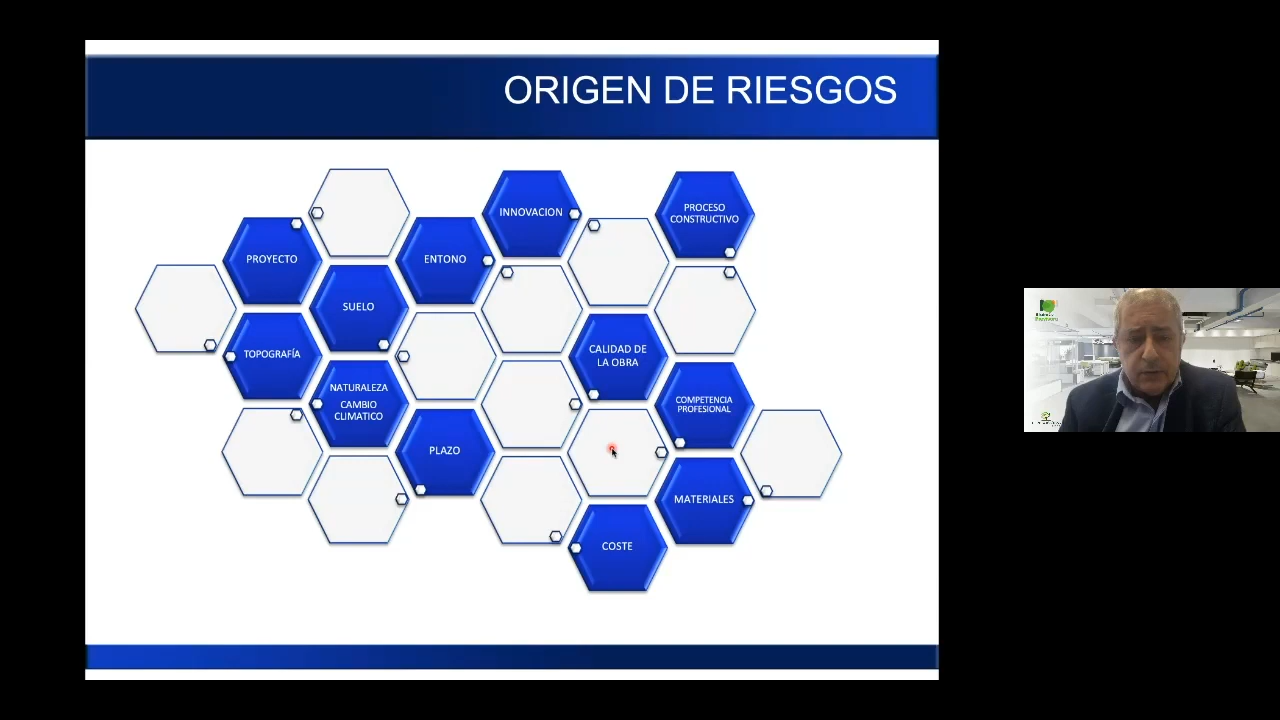 ORIGEN DE RIESGOS
INNOVACION
PROCESO
CONSTRUCTIVO
PROYECTO
ENTONO
SUELO
TOPOGRAFÍA
CALIDAD DE
LA OBRA
NATURALEZA
CAMBIO
CLIMATICO
COMPETENCIA
PROFESIONAL
PLAZO
MATERIALES
COSTE